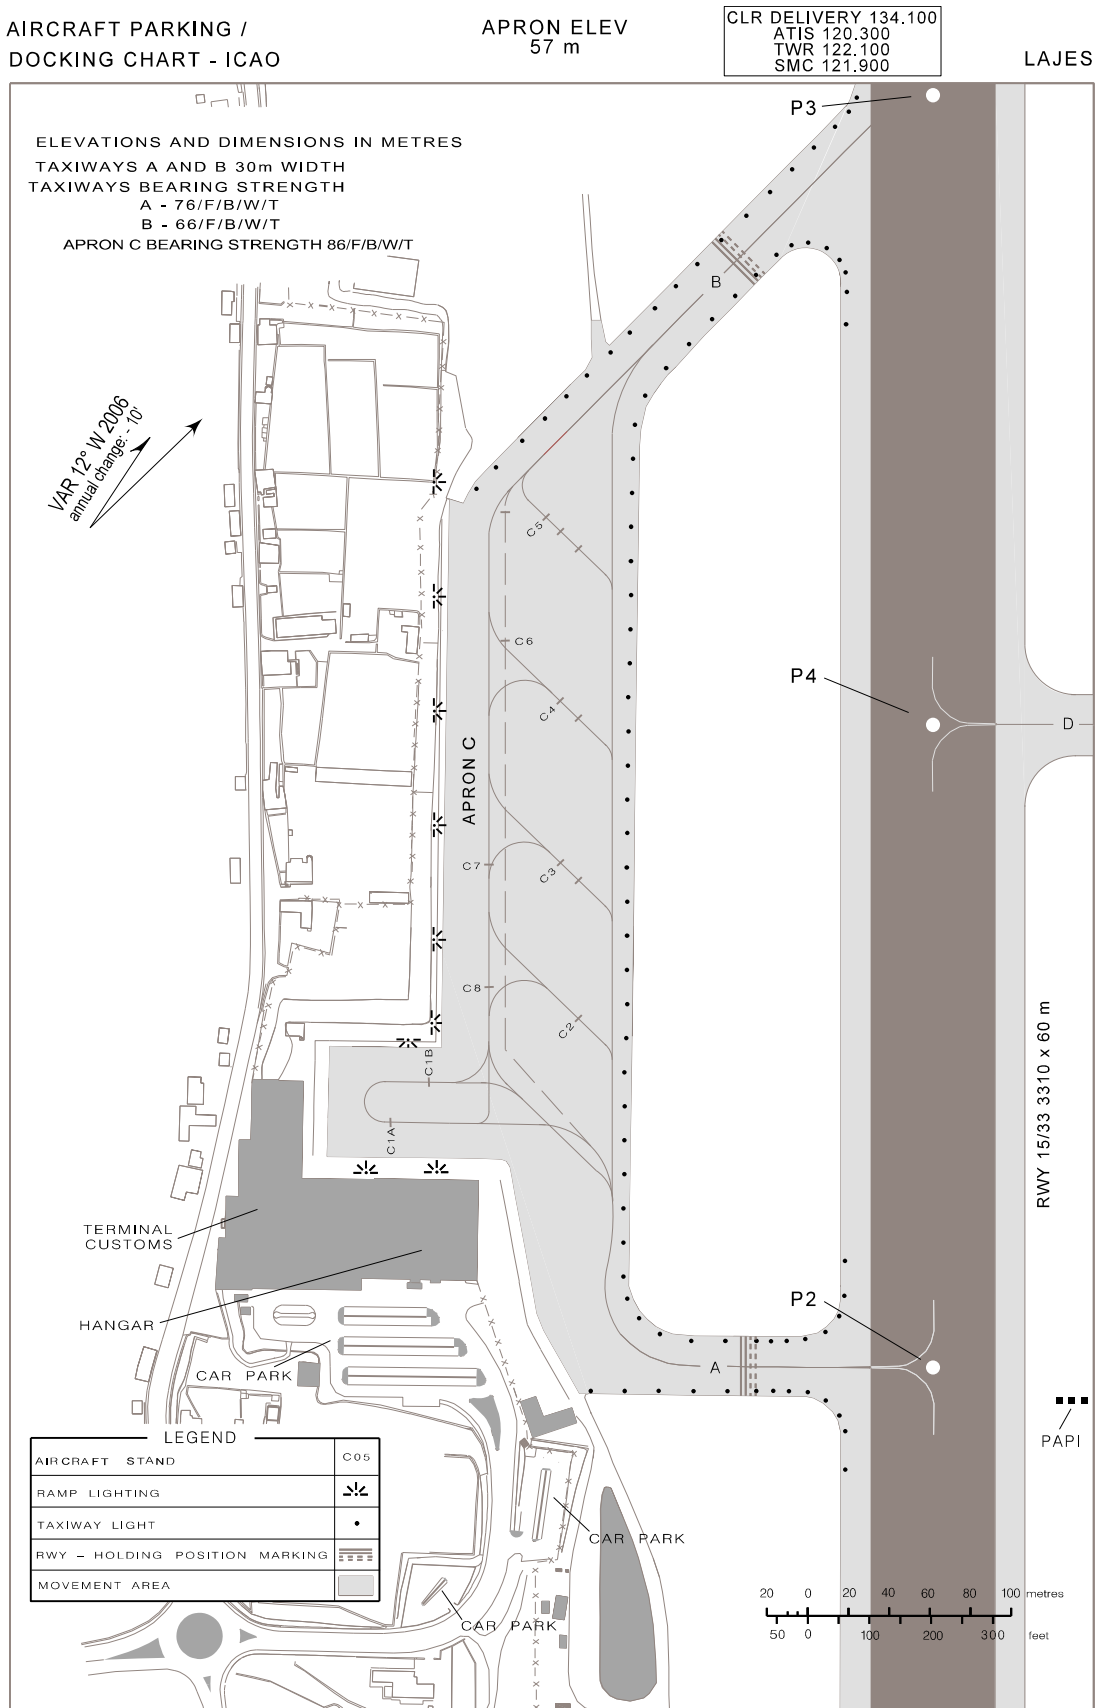 AIRCRAFT PARKING /
DOCKING CHART - ICAO
APRON ELEV
57 m
CLR DELIVERY 134.100
ATIS 120.300
TWR 122.100
SMC 121.900
LAJES
ELEVATIONS AND DIMENSIONS IN METRES
TAXIWAYS A AND B 30m WIDTH
TAXIWAYS BEARING STRENGTH
A - 76/F/B/W/T
B - 66/F/B/W/T
APRON C BEARING STRENGTH 86/F/B/W/T
P3
B
VAR 12° W 2006
annual change: - 10'
C5
C6
C4
P4
D
APRON C
C7
C3
C8
C2
C1B
C1A
RWY 15/33 3310 x 60 m
TERMINAL
CUSTOMS
HANGAR
CAR PARK
P2
A
PAPI
LEGEND
AIRCRAFT STAND C05
RAMP LIGHTING
TAXIWAY LIGHT
RWY - HOLDING POSITION MARKING
MOVEMENT AREA
CAR PARK
CAR PARK
20 0 20 40 60 80 100 metres
50 0 100 200 300 feet